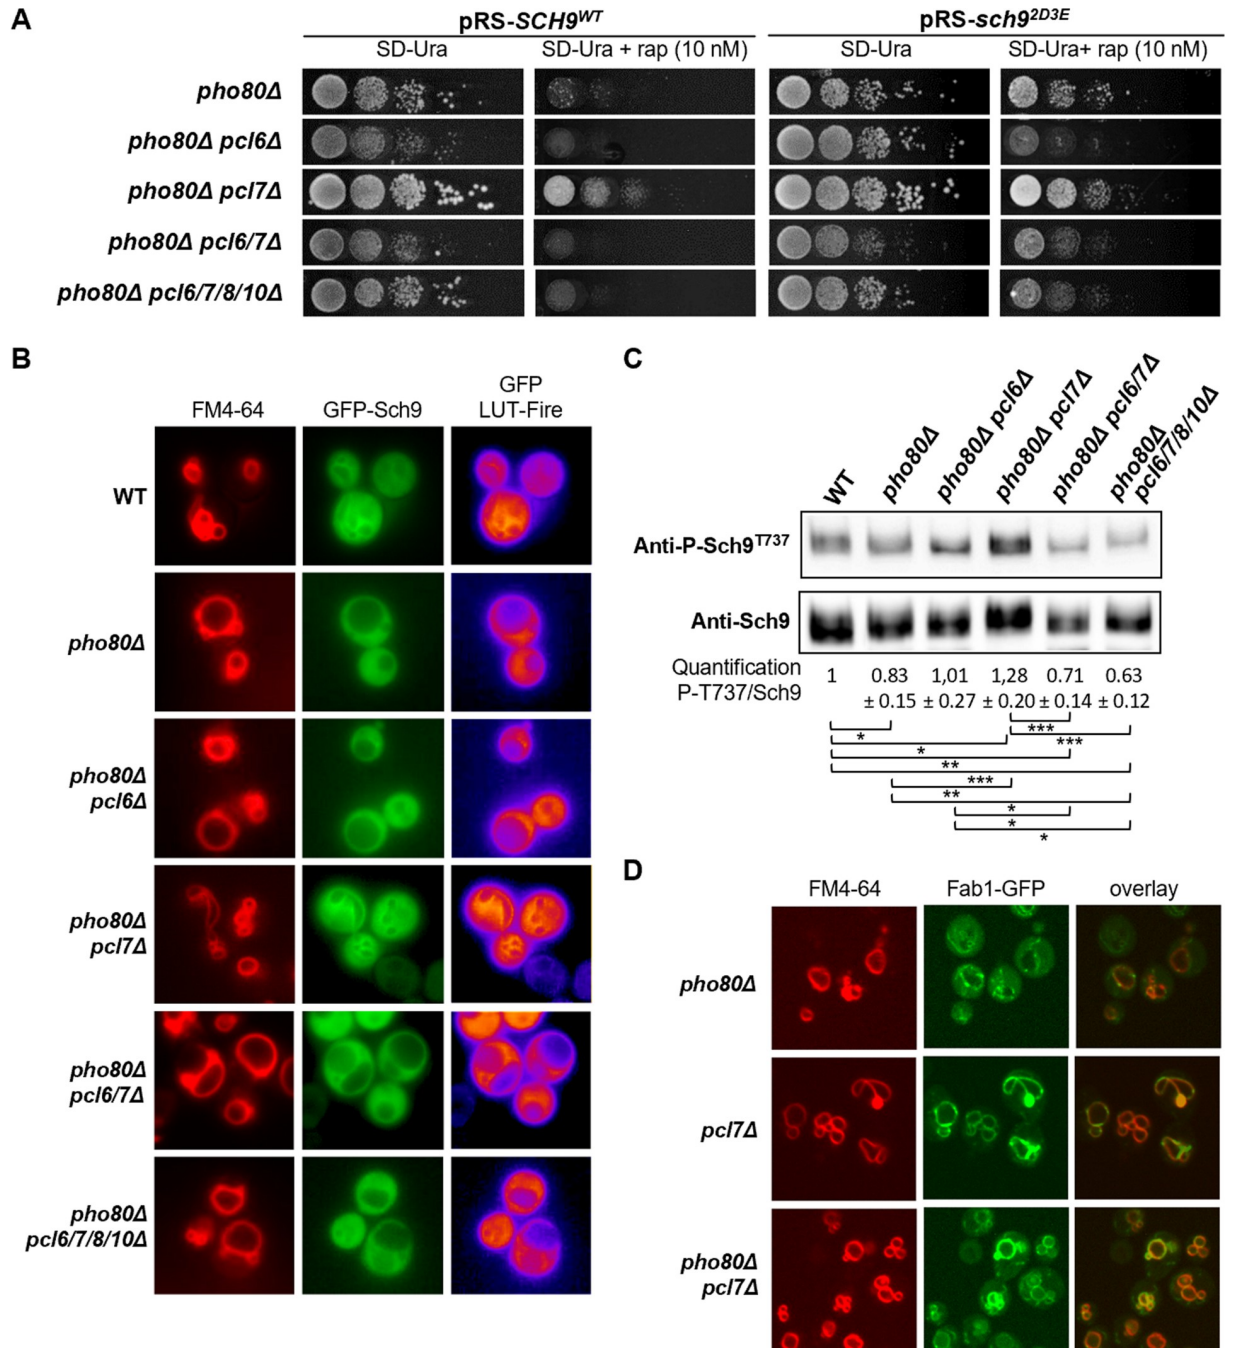 A
pRS-SCH9WT
pRS-sch92D3E
SD-Ura
SD-Ura + rap (10 nM)
SD-Ura
SD-Ura+ rap (10 nM)
pho80Δ
pho80Δ pcl6Δ
pho80Δ pcl7Δ
pho80Δ pcl6/7Δ
pho80Δ pcl6/7/8/10Δ
B
FM4-64
GFP-Sch9
GFP
LUT-Fire
WT
pho80Δ
pho80Δ
pcl6Δ
pho80Δ
pcl7Δ
pho80Δ
pcl6/7Δ
pho80Δ
pcl6/7/8/10Δ
C
WT
pho80Δ
pho80Δ pcl6Δ
pho80Δ pcl7Δ
pho80Δ pcl6/7Δ
pho80Δ
pcl6/7/8/10Δ
Anti-P-Sch9T737
Anti-Sch9
Quantification
P-T737/Sch9
1 0.83 1,01 1,28 0.71 0.63
± 0.15 ± 0.27 ± 0.20 ± 0.14 ± 0.12
* ***
* ***
**
***
**
*
*
*
D
FM4-64
Fab1-GFP
overlay
pho80Δ
pcl7Δ
pho80Δ
pcl7Δ